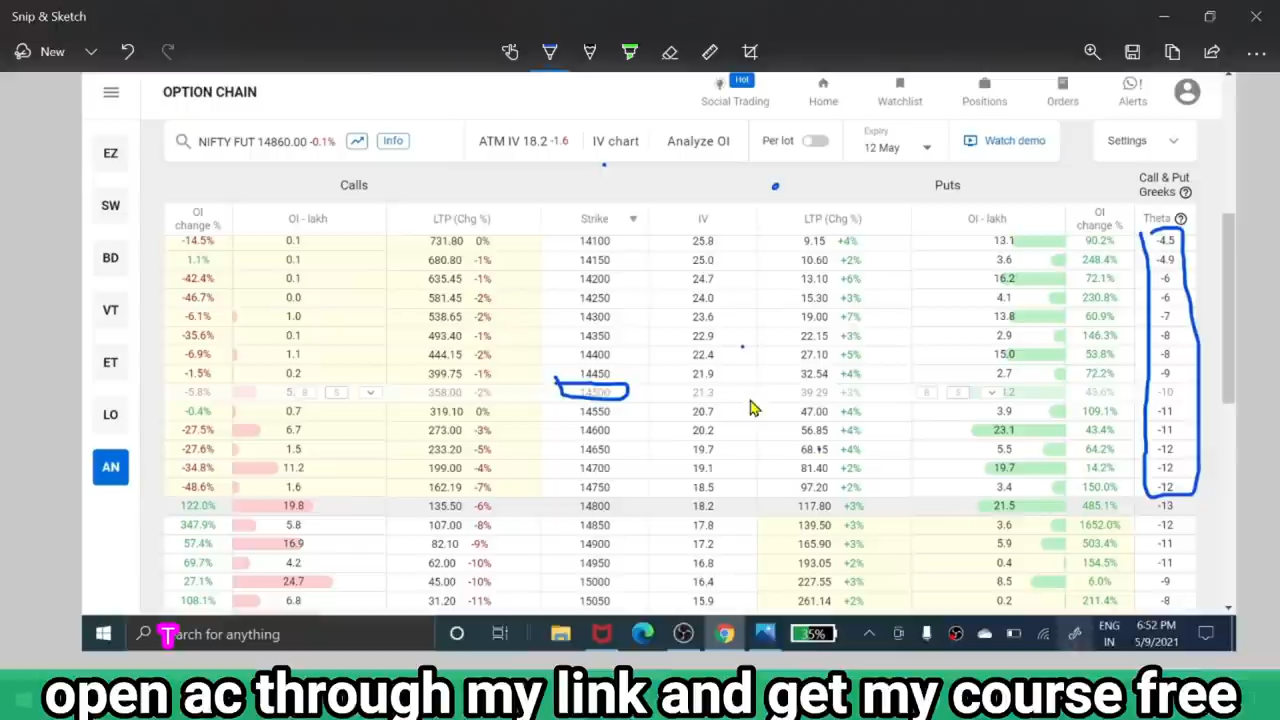 Snip & Sketch
New
OPTION CHAIN
Hot
Social Trading Home Watchlist Positions Orders Alerts
EZ
SW
BD
VT
ET
LO
AN
NIFTY FUT 14860.00 -0.1% Info ATM IV 18.2 -1.6 IV chart Analyze OI Per lot Expiry 12 May Watch demo Settings
Calls Puts Call & Put Greeks
OI change % OI - lakh LTP (Chg %) Strike IV LTP (Chg %) OI - lakh OI change % Theta
-14.5% 0.1 731.80 0% 14100 25.8 9.15 +4% 13.1 90.2% -4.5
1.1% 0.1 680.80 -1% 14150 25.0 10.60 +2% 3.6 248.4% -4.9
-42.4% 0.1 635.45 -1% 14200 24.7 13.10 +6% 16.2 72.1% -6
-46.7% 0.0 581.45 -2% 14250 24.0 15.30 +3% 4.1 230.8% -6
-6.1% 1.0 538.65 -2% 14300 23.6 19.00 +7% 13.8 60.9% -7
-35.6% 0.1 493.40 -1% 14350 22.9 22.15 +3% 2.9 146.3% -8
-6.9% 1.1 444.15 -2% 14400 22.4 27.10 +5% 15.0 53.8% -8
-1.5% 0.2 399.75 -1% 14450 21.9 32.54 +4% 2.7 72.2% -9
-5.8% B S 358.00 -2% 14500 21.3 39.29 +3% B S 43.6% -10
-0.4% 0.7 319.10 0% 14550 20.7 47.00 +4% 3.9 109.1% -11
-27.5% 6.7 273.00 -3% 14600 20.2 56.85 +4% 23.1 43.4% -11
-27.6% 1.5 233.20 -5% 14650 19.7 68.15 +4% 5.5 64.2% -12
-34.8% 11.2 199.00 -4% 14700 19.1 81.40 +2% 19.7 14.2% -12
-48.6% 1.6 162.19 -7% 14750 18.5 97.20 +2% 3.4 150.0% -12
122.0% 19.8 135.50 -6% 14800 18.2 117.80 +3% 21.5 485.1% -13
347.9% 5.8 107.00 -8% 14850 17.8 139.50 +3% 3.6 1652.0% -12
57.4% 16.9 82.10 -9% 14900 17.2 165.90 +3% 5.9 503.4% -11
69.7% 4.2 62.00 -10% 14950 16.8 193.05 +2% 0.4 154.5% -11
27.1% 24.7 45.00 -10% 15000 16.4 227.55 +3% 8.5 6.0% -9
108.1% 6.8 31.20 -11% 15050 15.9 261.14 +2% 0.2 211.4% -8
T arch for anything 35% ENG IN 6:52 PM 5/9/2021
open ac through my link and get my course free